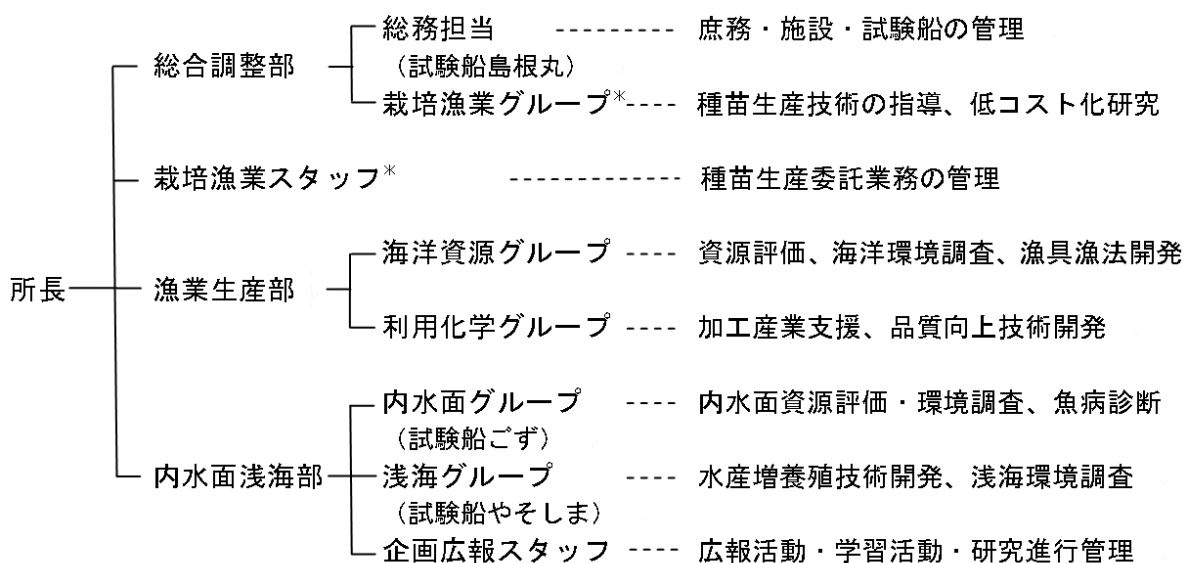 総務担当 --------- 庶務・施設・試験船の管理
総合調整部 (試験船島根丸)
栽培漁業グループ* ---- 種苗生産技術の指導、低コスト化研究
栽培漁業スタッフ* ------------- 種苗生産委託業務の管理
海洋資源グループ ---- 資源評価、海洋環境調査、漁具漁法開発
所長 漁業生産部
利用化学グループ ---- 加工産業支援、品質向上技術開発
内水面グループ ---- 内水面資源評価・環境調査、魚病診断
(試験船ごず)
内水面浅海部 浅海グループ ---- 水産増養殖技術開発、浅海環境調査
(試験船やそしま)
企画広報スタッフ ---- 広報活動・学習活動・研究進行管理